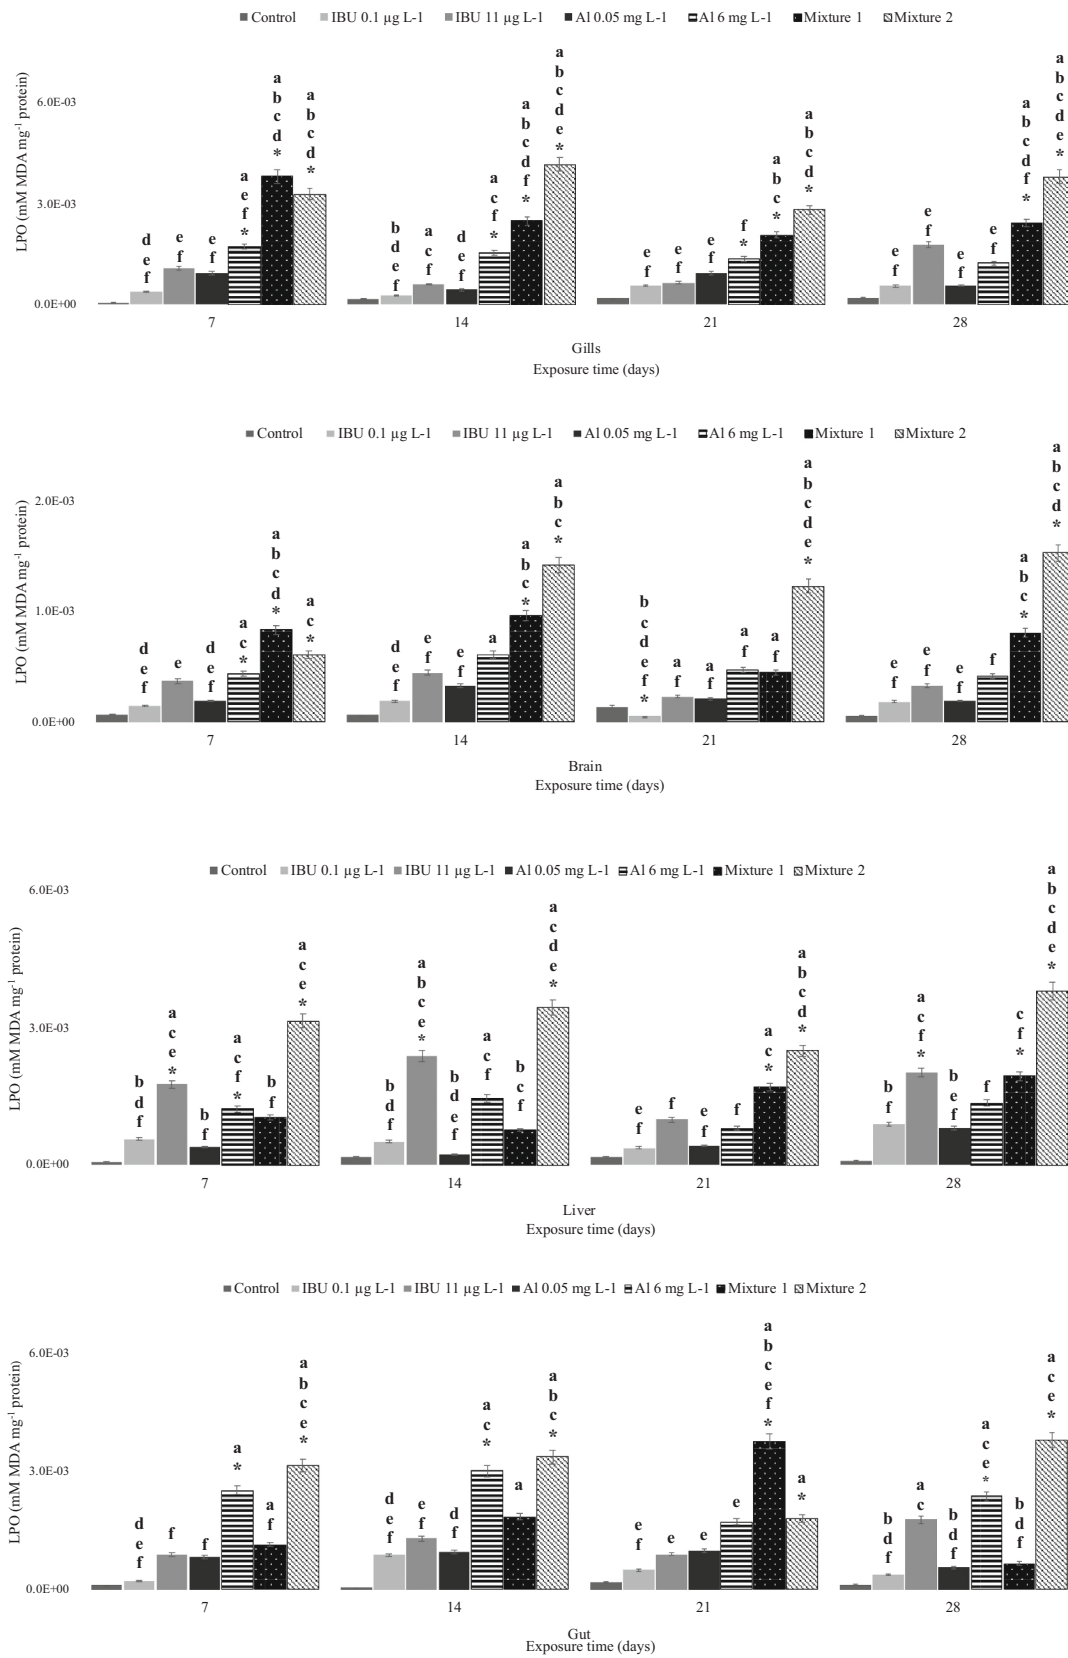 Control IBU 0.1 µg L-1 IBU 11 µg L-1 Al 0.05 mg L-1 Al 6 mg L-1 Mixture 1 Mixture 2
LPO (mM MDA mg-1 protein)
6.0E-03
3.0E-03
0.0E+00
d e f
e f
e f
a e f *
a b c d *
a b c d *
b d e f
a c f
d e f
a c f *
a b c d f *
a b c d e *
e f
e f
e f
f *
a b c *
a b c d *
e f
e f
e f
e f
a b c d f *
a b c d e *
7 14 21 28
Gills
Exposure time (days)
Control IBU 0.1 µg L-1 IBU 11 µg L-1 Al 0.05 mg L-1 Al 6 mg L-1 Mixture 1 Mixture 2
LPO (mM MDA mg-1 protein)
2.0E-03
1.0E-03
0.0E+00
d e f
e
d e f
a c *
a b c d *
a c *
d e f
e f
e f
a
a b c *
a b c *
b c d e f *
a f
a f
a f
a f
a b c d e *
e f
e f
e f
f
a b c *
a b c d *
7 14 21 28
Brain
Exposure time (days)
Control IBU 0.1 µg L-1 IBU 11 µg L-1 Al 0.05 mg L-1 Al 6 mg L-1 Mixture 1 Mixture 2
LPO (mM MDA mg-1 protein)
6.0E-03
3.0E-03
0.0E+00
b d f
a c e *
b f
a c f *
b f
a c e *
b d f
a b c e *
b d e f
a c f
b c f
a c d e *
e f
f
e f
f
a c *
a b c d *
b f
a c f *
b e f
f
c f *
a b c d e *
7 14 21 28
Liver
Exposure time (days)
Control IBU 0.1 µg L-1 IBU 11 µg L-1 Al 0.05 mg L-1 Al 6 mg L-1 Mixture 1 Mixture 2
LPO (mM MDA mg-1 protein)
6.0E-03
3.0E-03
0.0E+00
d e f
f
f
a *
a f
a b c e *
d e f
e f
d f
a c *
a
a b c *
e f
e
e
e
a b c e f *
a *
b d f
a c
b d f
a c e *
b d f
a c e *
7 14 21 28
Gut
Exposure time (days)